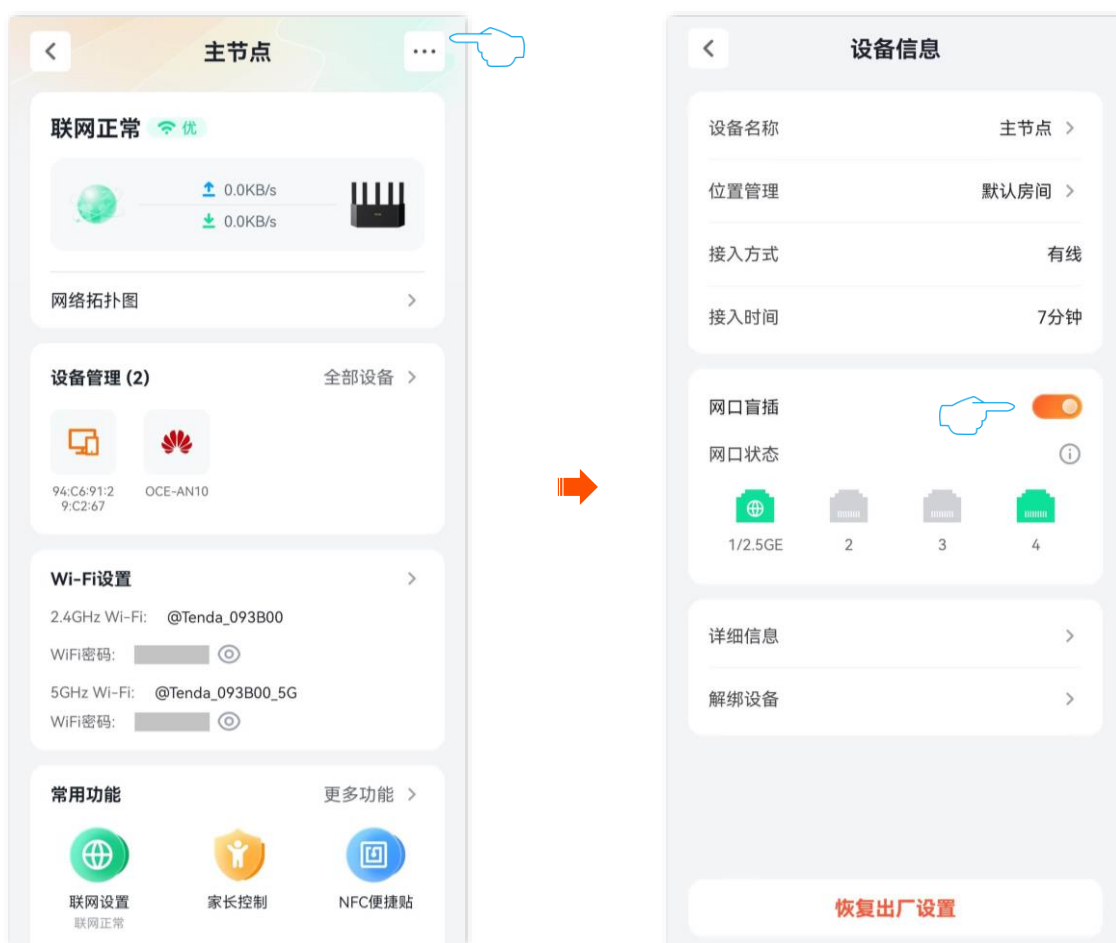 主节点
联网正常 优
0.0KB/s
0.0KB/s
网络拓扑图
设备管理 (2) 全部设备
94:C6:91:2
9:C2:67
OCE-AN10
Wi-Fi设置
2.4GHz Wi-Fi: @Tenda_093B00
WiFi密码:
5GHz Wi-Fi: @Tenda_093B00_5G
WiFi密码:
常用功能 更多功能
联网设置 家长控制 NFC便捷贴
联网正常
设备信息
设备名称 主节点
位置管理 默认房间
接入方式 有线
接入时间 7分钟
网口盲插
网口状态
1/2.5GE 2 3 4
详细信息
解绑设备
恢复出厂设置